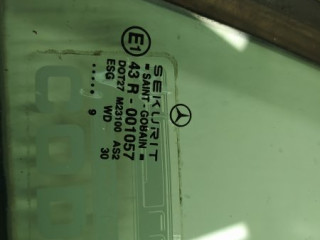 SEKURIT
= SAINT - GOBAIN =
E1 43 R - 001057
DOT27 M23100 AS2
ESG WD 30
..... 9